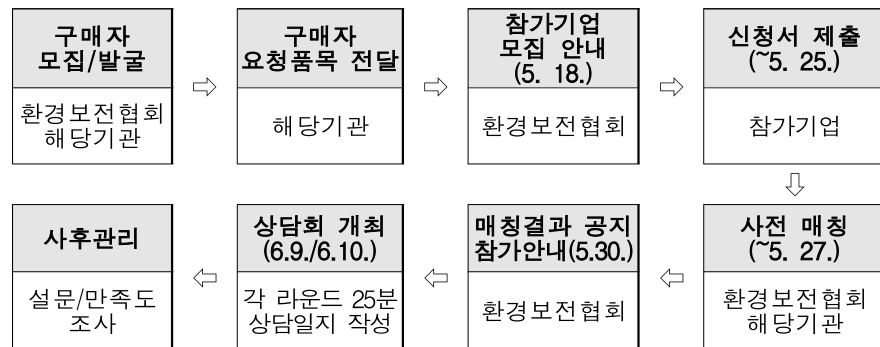 구매자
모집/발굴
환경보전협회
해당기관
⇨
구매자
요청품목 전달
해당기관
⇨
참가기업
모집 안내
(5. 18.)
환경보전협회
⇨
신청서 제출
(~5. 25.)
참가기업
⇩
사전 매칭
(~5. 27.)
환경보전협회
해당기관
⇦
매칭결과 공지
참가안내(5.30.)
환경보전협회
⇦
상담회 개최
(6.9./6.10.)
각 라운드 25분
상담일지 작성
⇦
사후관리
설문/만족도
조사